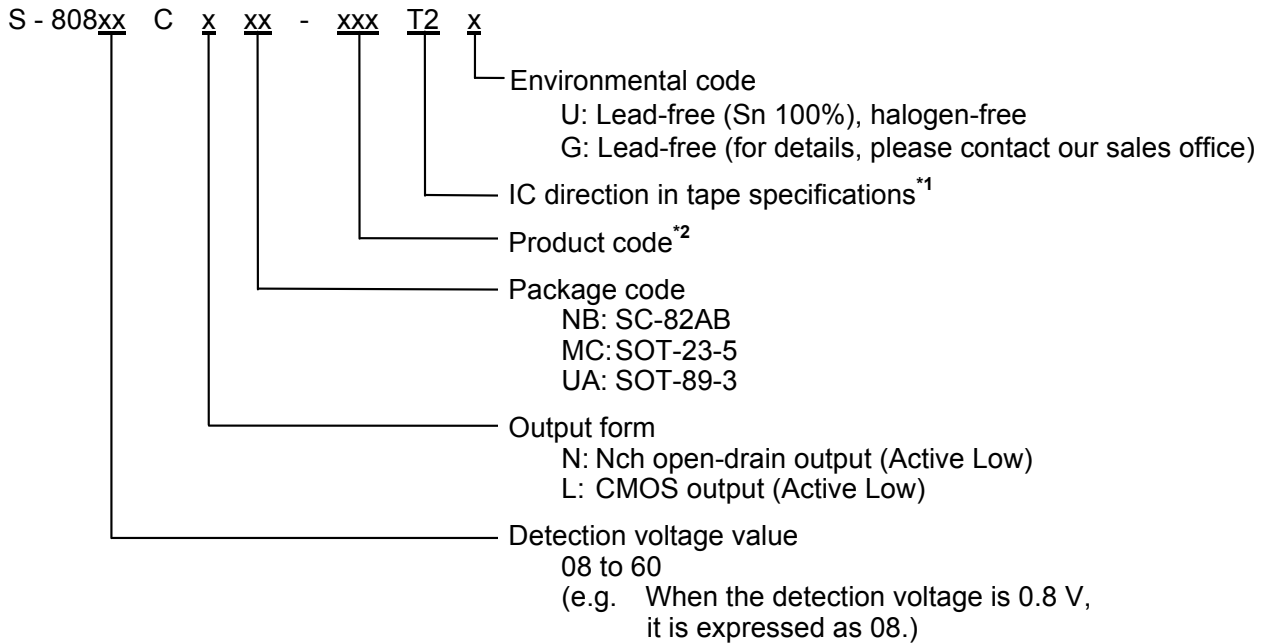 S - 808xx C x xx - xxx T2 x
Environmental code
U: Lead-free (Sn 100%), halogen-free
G: Lead-free (for details, please contact our sales office)
IC direction in tape specifications*1
Product code*2
Package code
NB: SC-82AB
MC: SOT-23-5
UA: SOT-89-3
Output form
N: Nch open-drain output (Active Low)
L: CMOS output (Active Low)
Detection voltage value
08 to 60
(e.g. When the detection voltage is 0.8 V,
it is expressed as 08.)